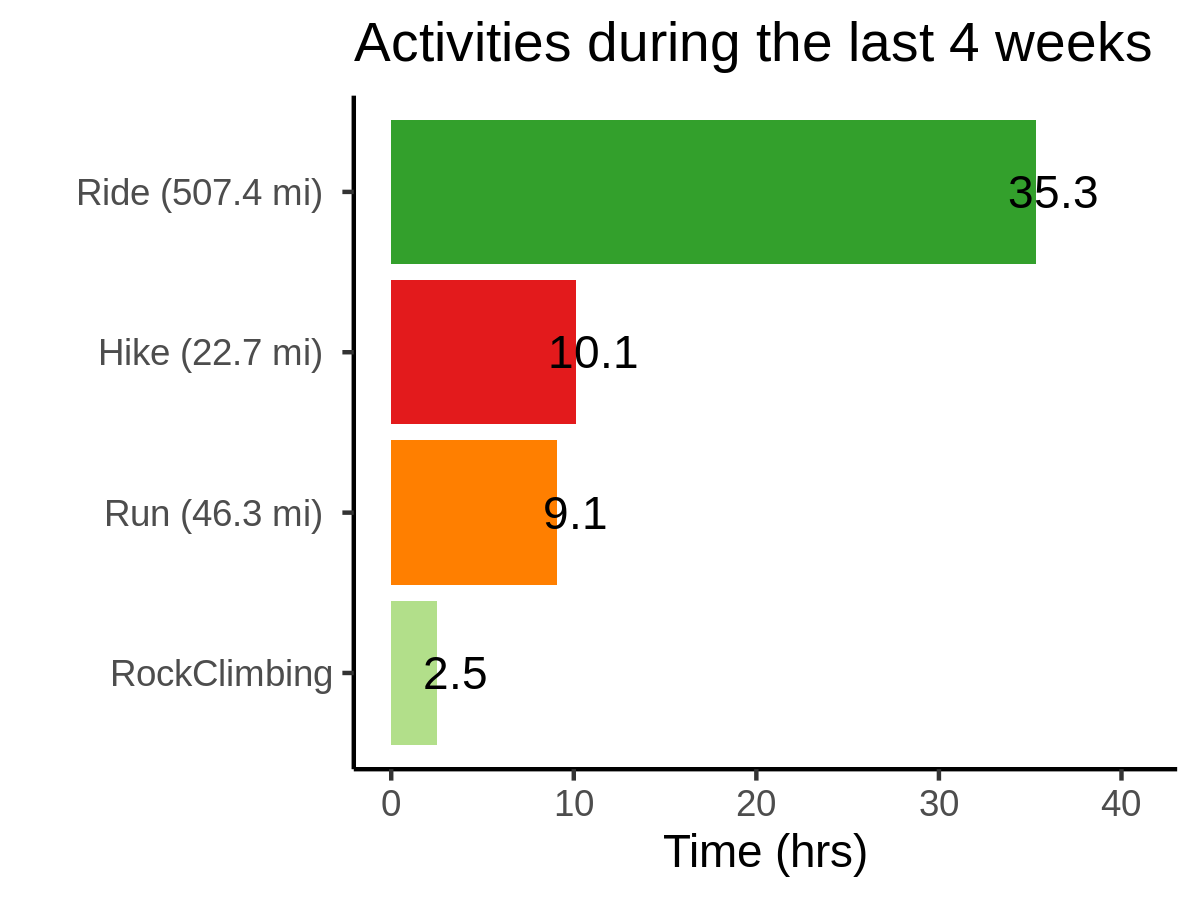 Activities during the last 4 weeks
Ride (507.4 mi)
35.3
Hike (22.7 mi)
10.1
Run (46.3 mi)
9.1
RockClimbing
2.5
0 10 20 30 40
Time (hrs)